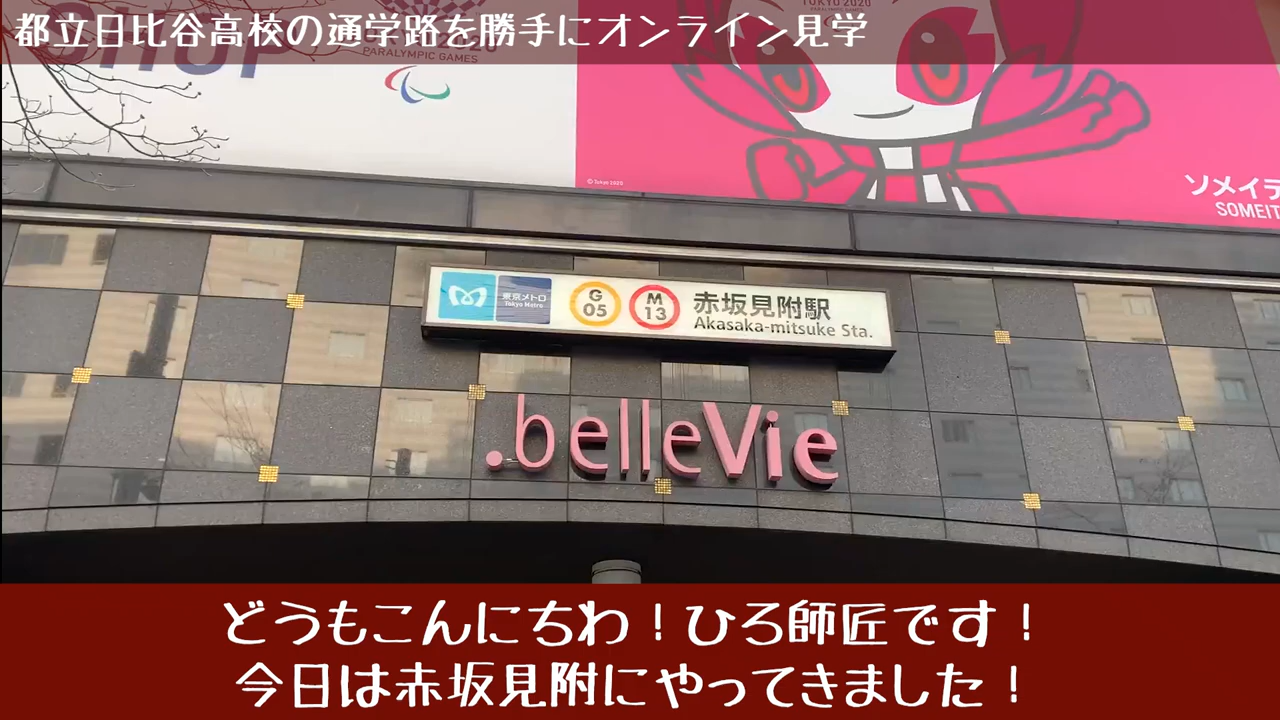 都立日比谷高校の通学路を勝手にオンライン見学
TOKYO 2020
PARALYMPIC GAMES
© Tokyo 2020
ソメイテ
SOMEIT
東京メトロ
Tokyo Metro
G
05
M
13
赤坂見附駅
Akasaka-mitsuke Sta.
.belleVie
どうもこんにちわ！ひろ師匠です！
今日は赤坂見附にやってきました！